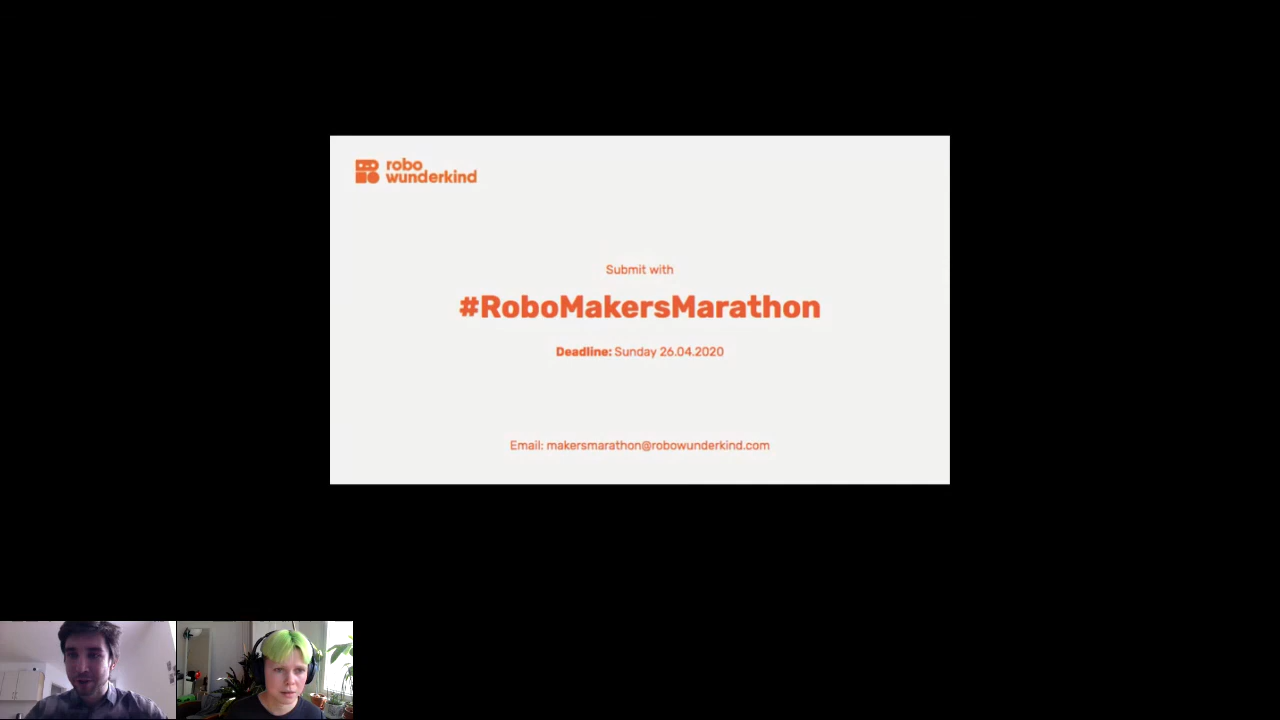 robo
wunderkind
Submit with
#RoboMakersMarathon
Deadline: Sunday 26.04.2020
Email: makersmarathon@robowunderkind.com